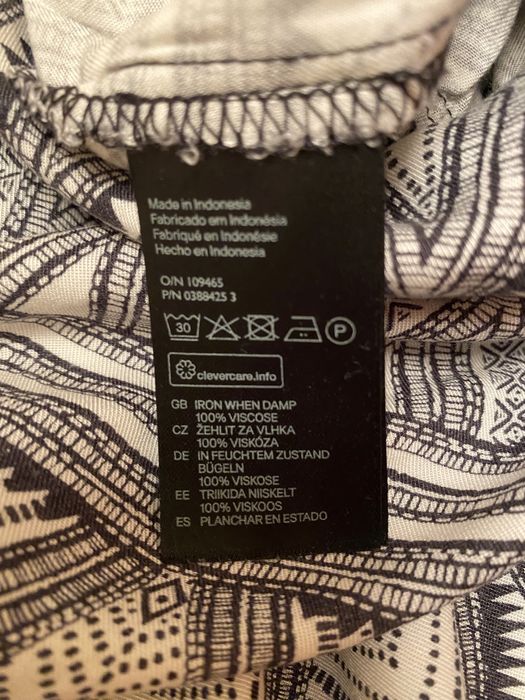 Made in Indonesia
Fabricado em Indonésia
Fabriqué en Indonésie
Hecho en Indonesia
O/N 109465
P/N 0388425 3
30 P
clevercare.info
GB IRON WHEN DAMP
100% VISCOSE
CZ ŽEHLIT ZA VLHKA
100% VISKÓZA
DE IN FEUCHTEM ZUSTAND
BÜGELN
100% VISKOSE
EE TRIIKIDA NIISKELT
100% VISKOOS
ES PLANCHAR EN ESTADO